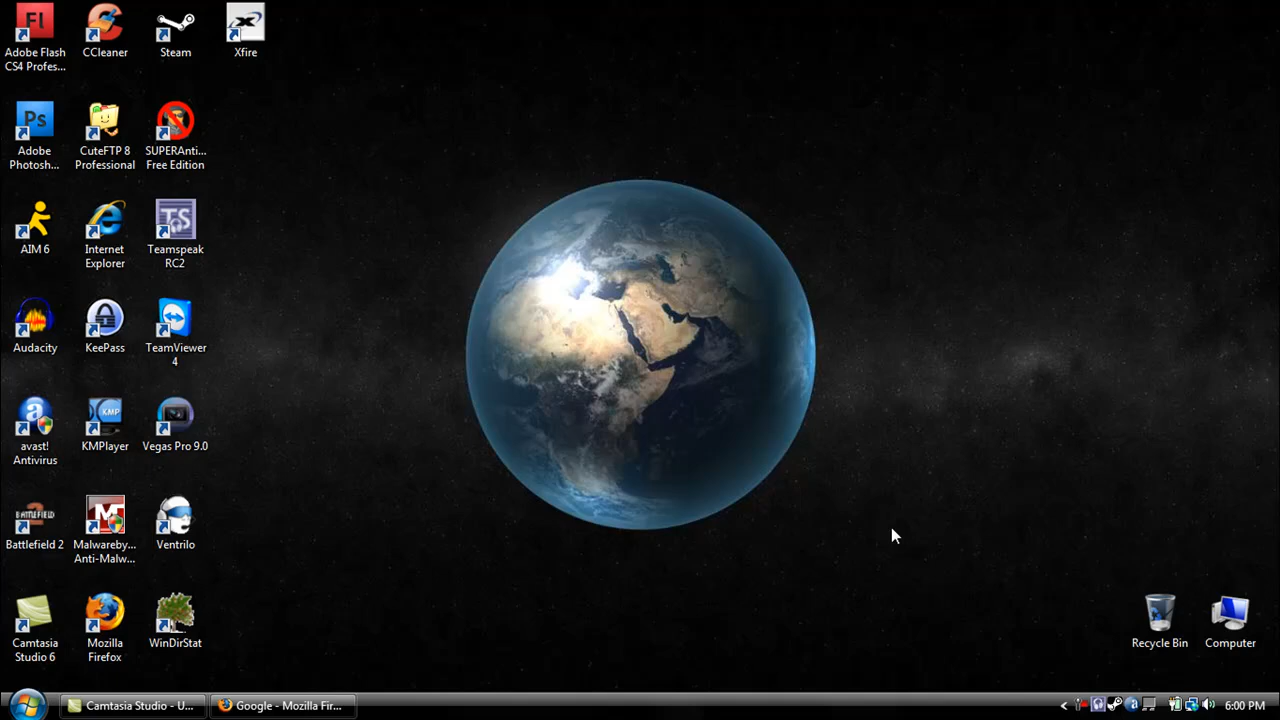 Adobe Flash
CS4 Profes...
CCleaner
Steam
Xfire
Adobe
Photosh...
CuteFTP 8
Professional
SUPERAnti...
Free Edition
AIM 6
Internet
Explorer
Teamspeak
RC2
Audacity
KeePass
TeamViewer
4
avast!
Antivirus
KMPlayer
Vegas Pro 9.0
Battlefield 2
Malwareby...
Anti-Malw...
Ventrilo
Camtasia
Studio 6
Mozilla
Firefox
WinDirStat
Recycle Bin
Computer
Camtasia Studio - U...
Google - Mozilla Fir...
6:00 PM